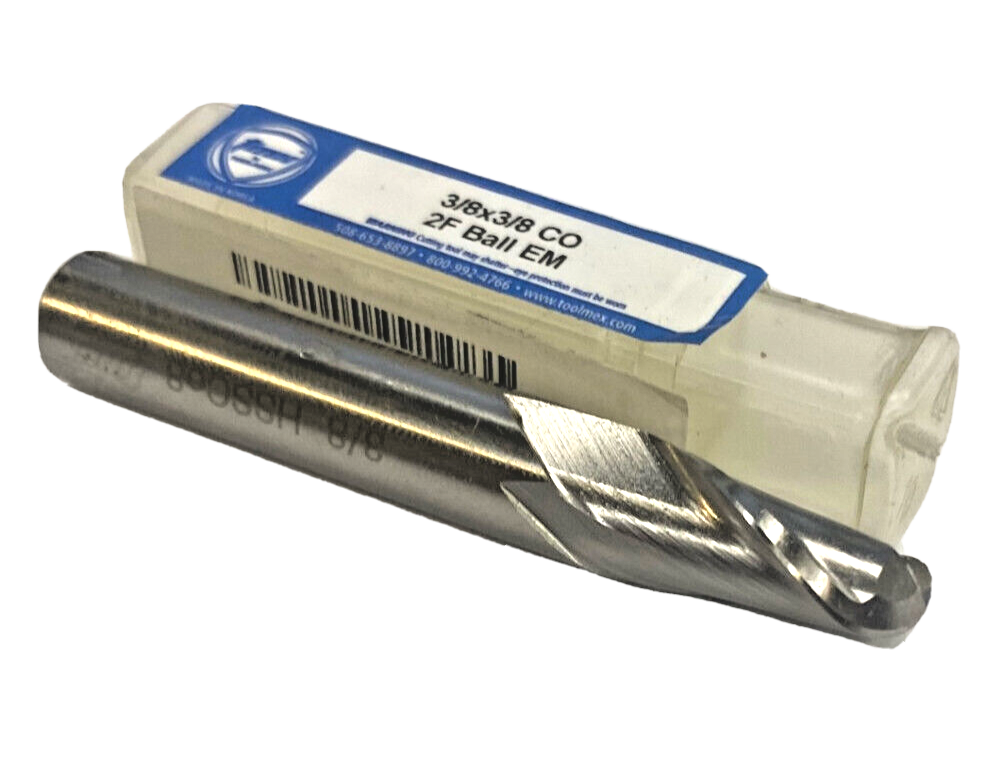 MADE IN KOREA
3/8x3/8 CO
2F Ball EM
WARNING! Cutting tool may shatter-eye protection must be worn
508-653-8897 • 800-992-4766 • www.toolmex.com
3/8 HSSCO8